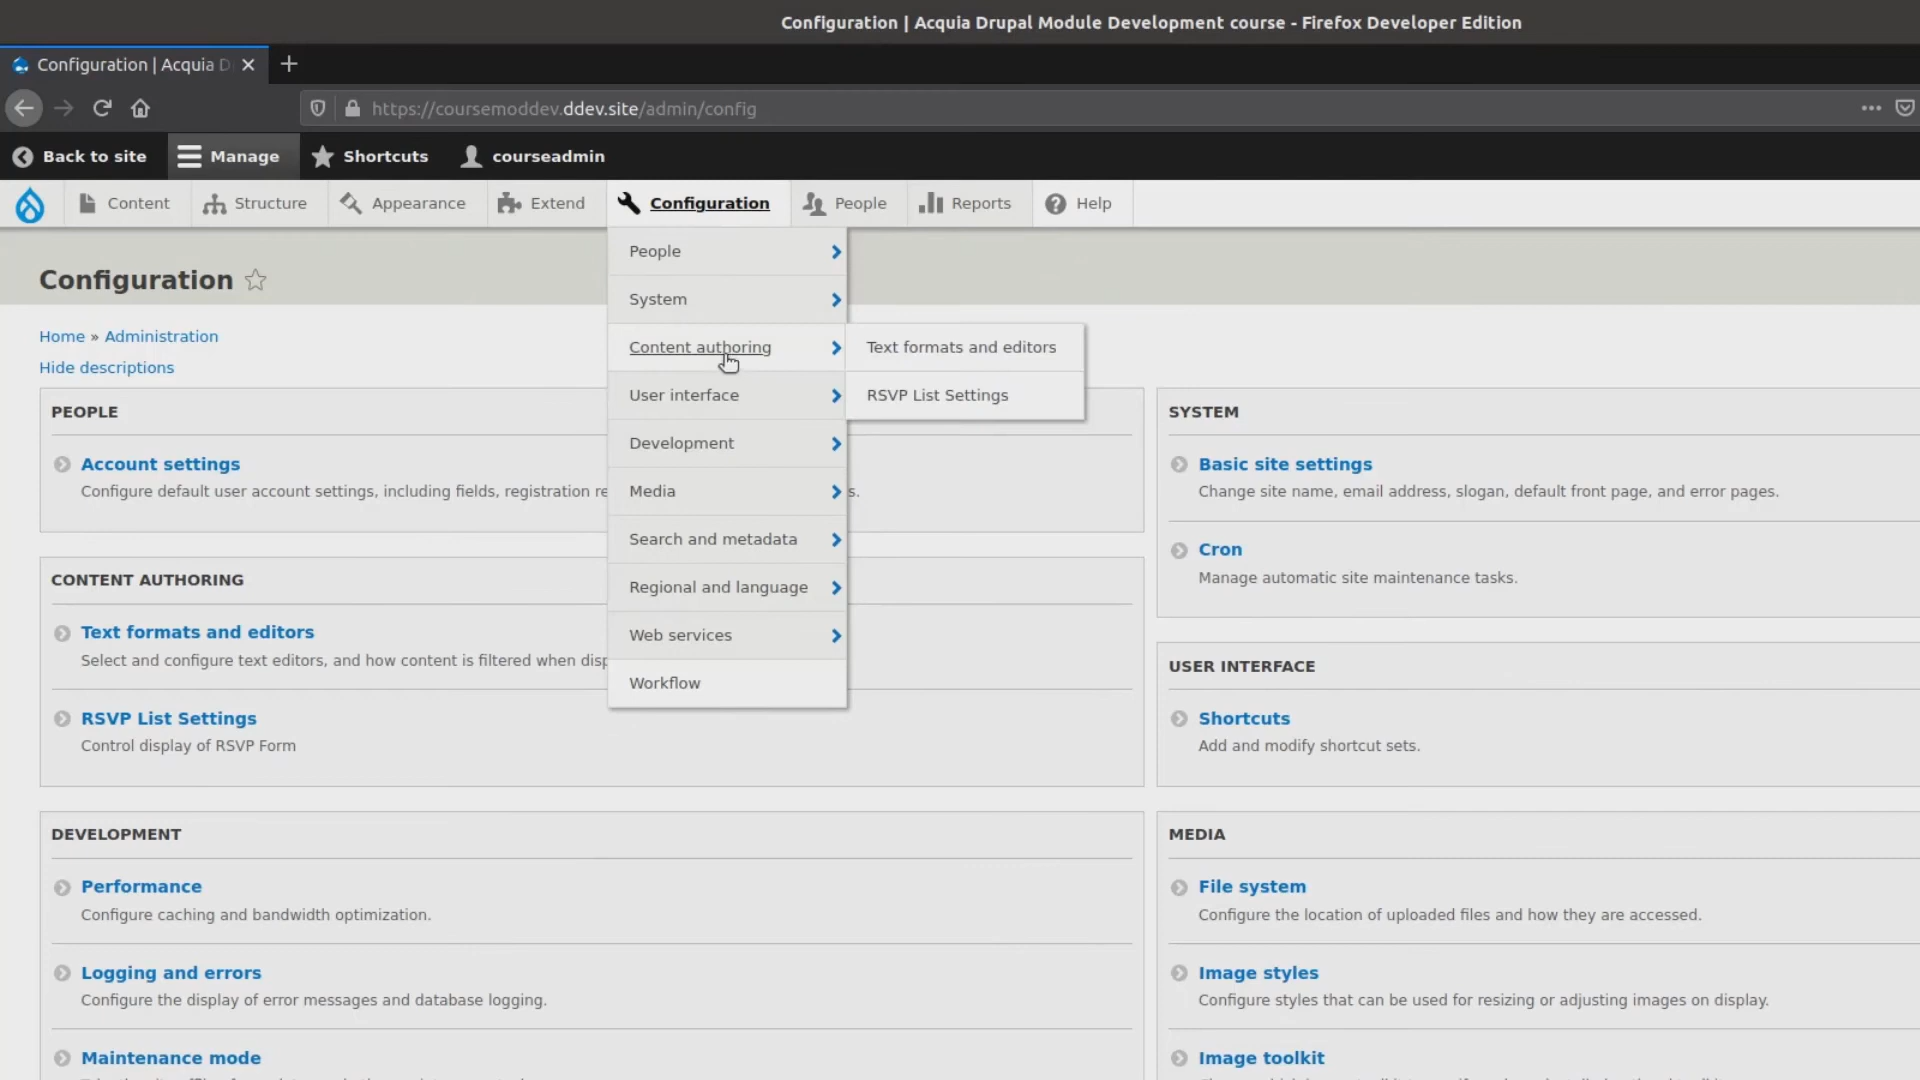 Configuration | Acquia Drupal Module Development course - Firefox Developer Edition
Configuration | Acquia D
https://coursemoddev.ddev.site/admin/config
Back to site Manage Shortcuts courseadmin
Content Structure Appearance Extend Configuration People Reports Help
People
System
Content authoring
User interface
Development
Media
Search and metadata
Regional and language
Web services
Workflow
Text formats and editors
RSVP List Settings
Configuration
Home » Administration
Hide descriptions
PEOPLE
Account settings
Configure default user account settings, including fields, registration re
s.
CONTENT AUTHORING
Text formats and editors
Select and configure text editors, and how content is filtered when disp
RSVP List Settings
Control display of RSVP Form
DEVELOPMENT
Performance
Configure caching and bandwidth optimization.
Logging and errors
Configure the display of error messages and database logging.
Maintenance mode
SYSTEM
Basic site settings
Change site name, email address, slogan, default front page, and error pages.
Cron
Manage automatic site maintenance tasks.
USER INTERFACE
Shortcuts
Add and modify shortcut sets.
MEDIA
File system
Configure the location of uploaded files and how they are accessed.
Image styles
Configure styles that can be used for resizing or adjusting images on display.
Image toolkit